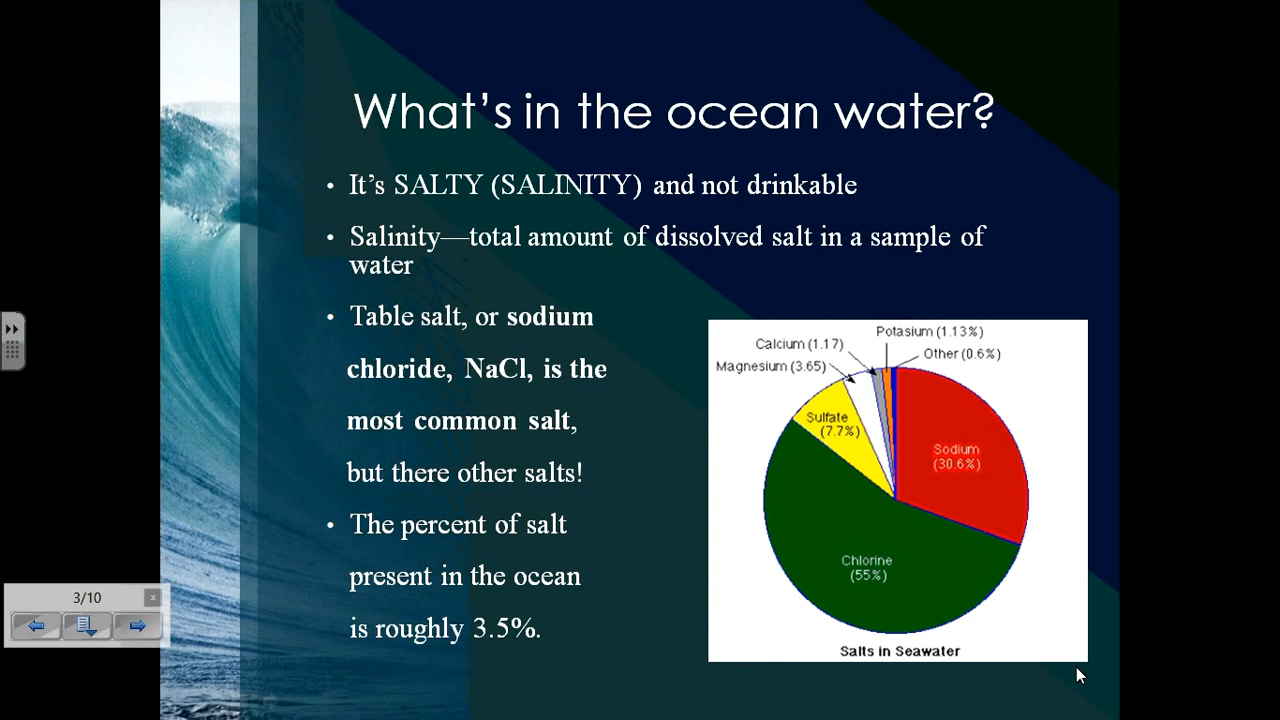 What's in the ocean water?
• It's SALTY (SALINITY) and not drinkable
• Salinity—total amount of dissolved salt in a sample of
water
• Table salt, or sodium
chloride, NaCl, is the
most common salt,
but there other salts!
• The percent of salt
present in the ocean
is roughly 3.5%.
Potasium (1.13%)
Calcium (1.17)
Other (0.6%)
Magnesium (3.65)
Sulfate
(7.7%)
Sodium
(30.6%)
Chlorine
(55%)
Salts in Seawater
3/10
x